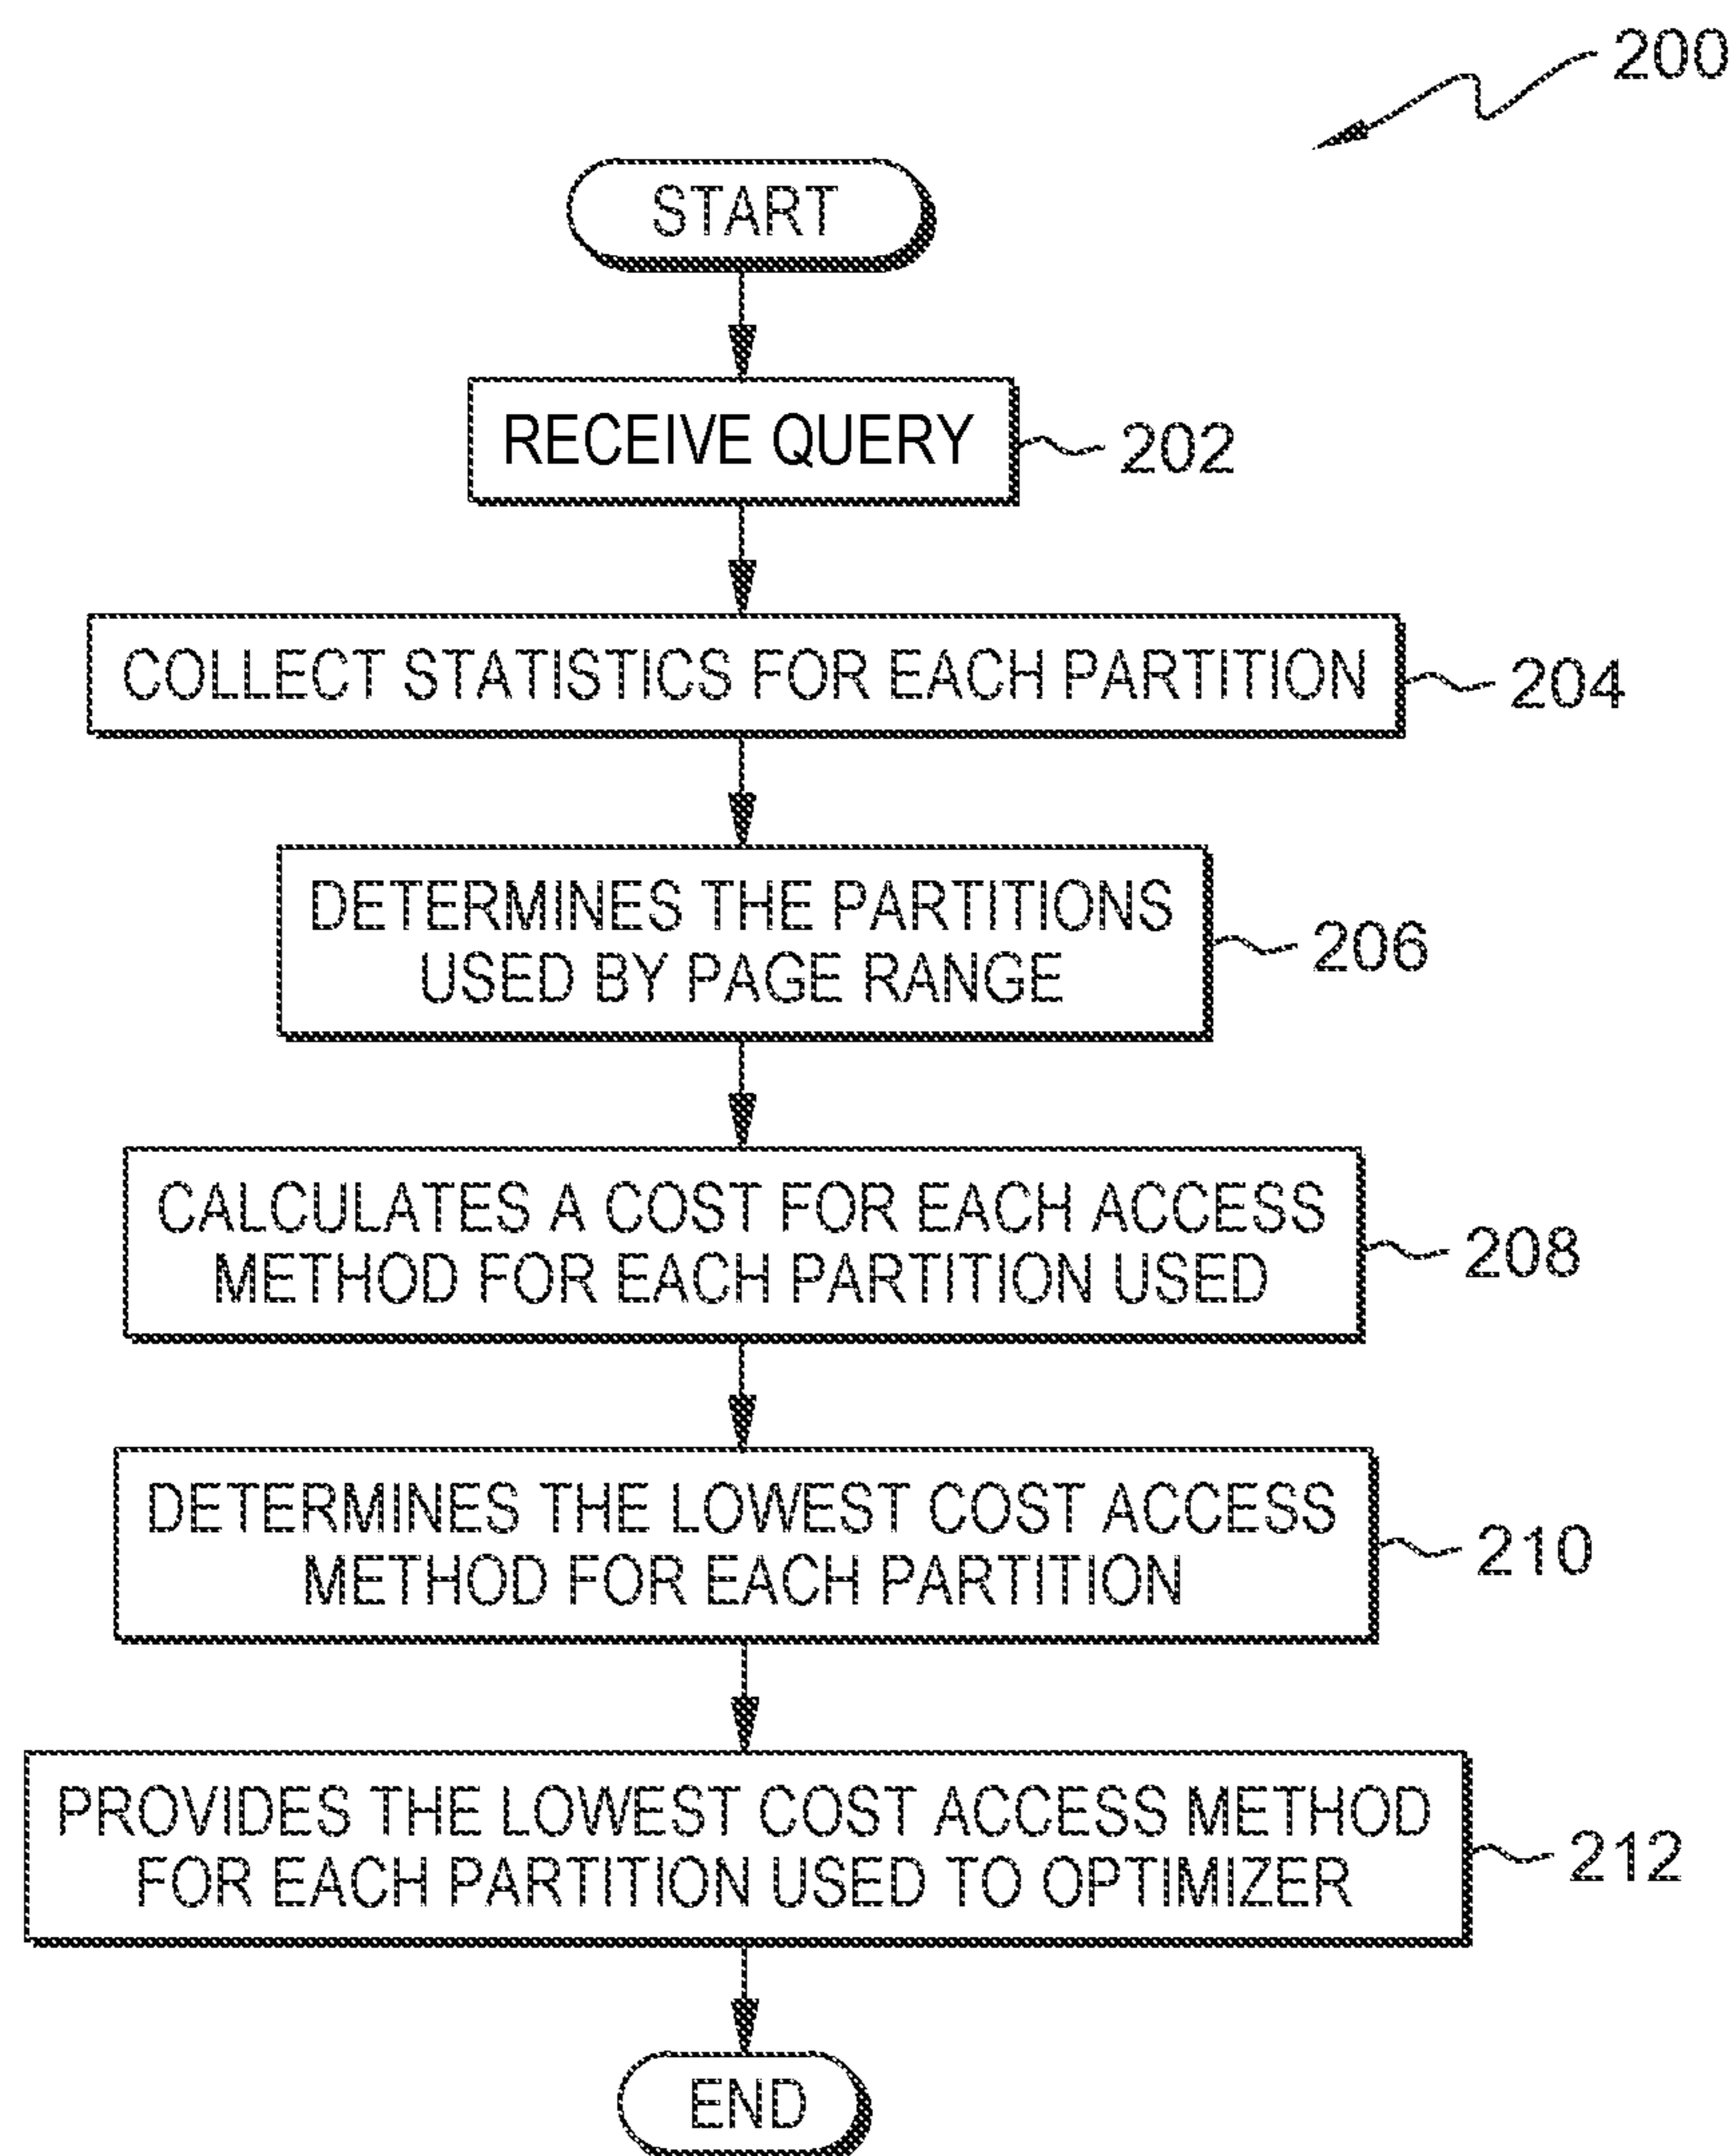 200
START
RECEIVE QUERY
202
COLLECT STATISTICS FOR EACH PARTITION
204
DETERMINES THE PARTITIONS
USED BY PAGE RANGE
206
CALCULATES A COST FOR EACH ACCESS
METHOD FOR EACH PARTITION USED
208
DETERMINES THE LOWEST COST ACCESS
METHOD FOR EACH PARTITION
210
PROVIDES THE LOWEST COST ACCESS METHOD
FOR EACH PARTITION USED TO OPTIMIZER
212
END